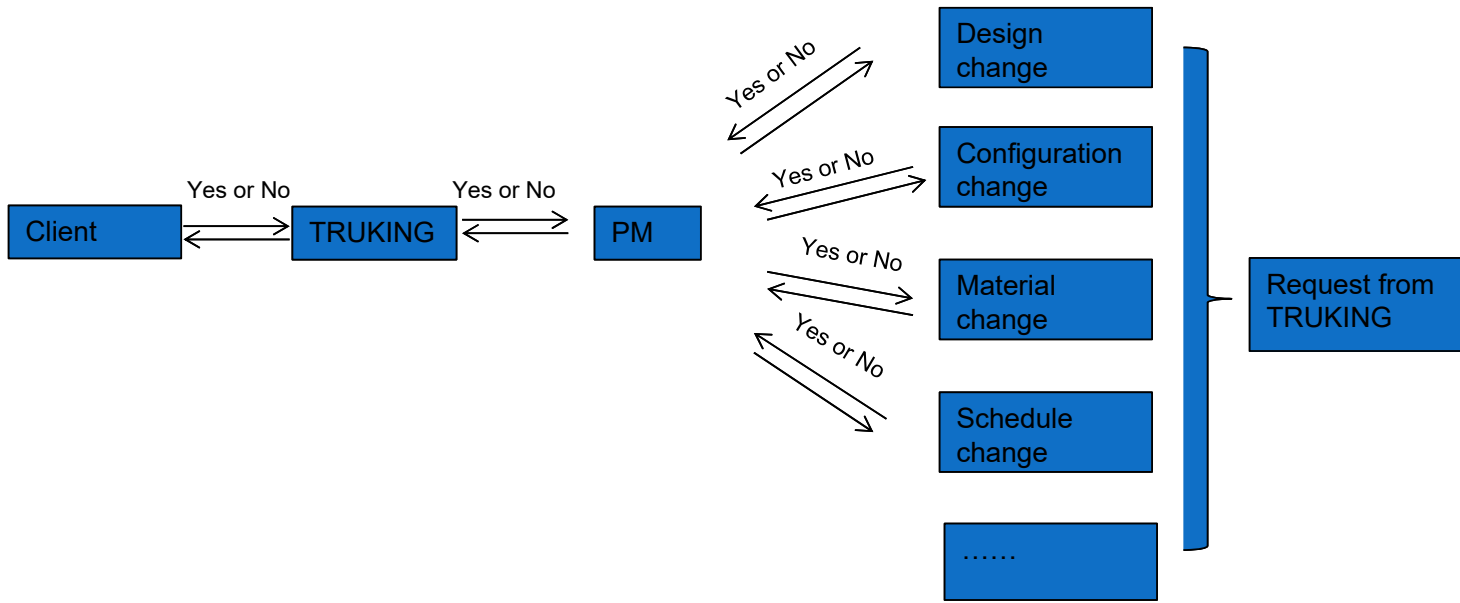 Design
change
Yes or No
Configuration
change
Yes or No
Yes or No
Yes or No
Client
TRUKING
PM
Yes or No
Material
change
Request from
TRUKING
Yes or No
Schedule
change
……